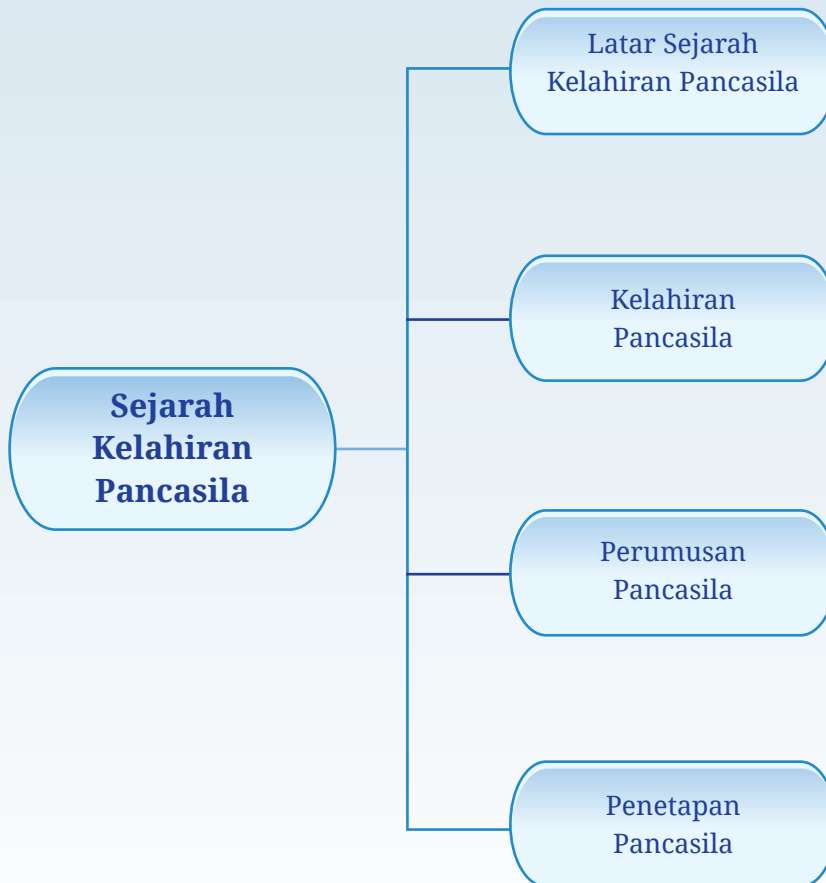 Latar Sejarah
Kelahiran Pancasila
Kelahiran
Pancasila
Sejarah
Kelahiran
Pancasila
Perumusan
Pancasila
Penetapan
Pancasila